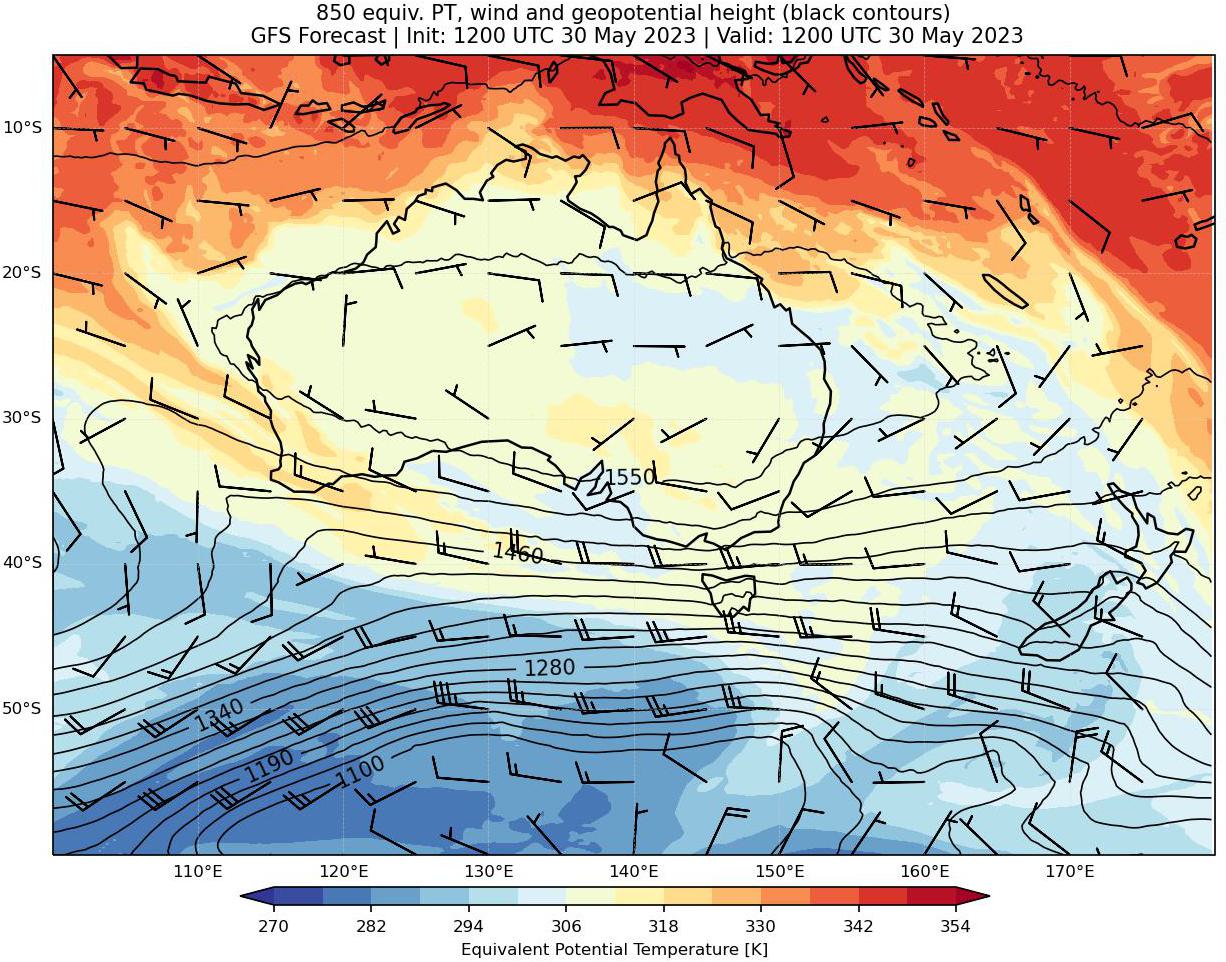 850 equiv. PT, wind and geopotential height (black contours)
GFS Forecast | Init: 1200 UTC 30 May 2023 | Valid: 1200 UTC 30 May 2023
10°S
20°S
30°S
1550
1460
40°S
1280
50°S
1340
1190
1100
110°E 120°E 130°E 140°E 150°E 160°E 170°E
270 282 294 306 318 330 342 354
Equivalent Potential Temperature [K]